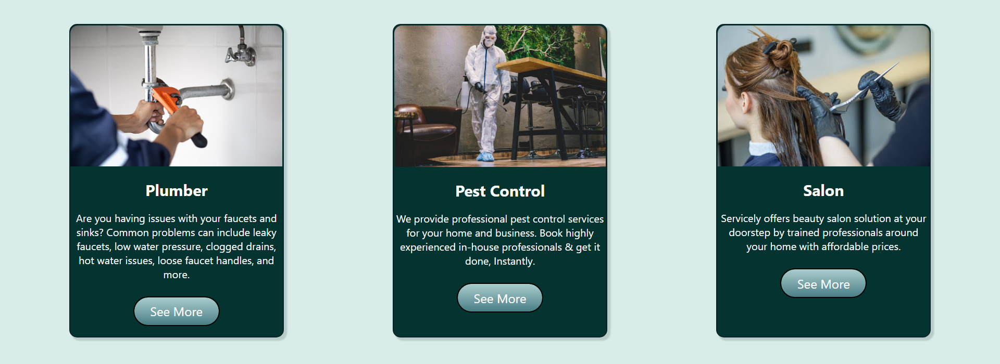 Plumber
Are you having issues with your faucets and
sinks? Common problems can include leaky
faucets, low water pressure, clogged drains,
hot water issues, loose faucet handles, and
more.
See More
Pest Control
We provide professional pest control services
for your home and business. Book highly
experienced in-house professionals & get it
done, Instantly.
See More
Salon
Servicely offers beauty salon solution at your
doorstep by trained professionals around
your home with affordable prices.
See More